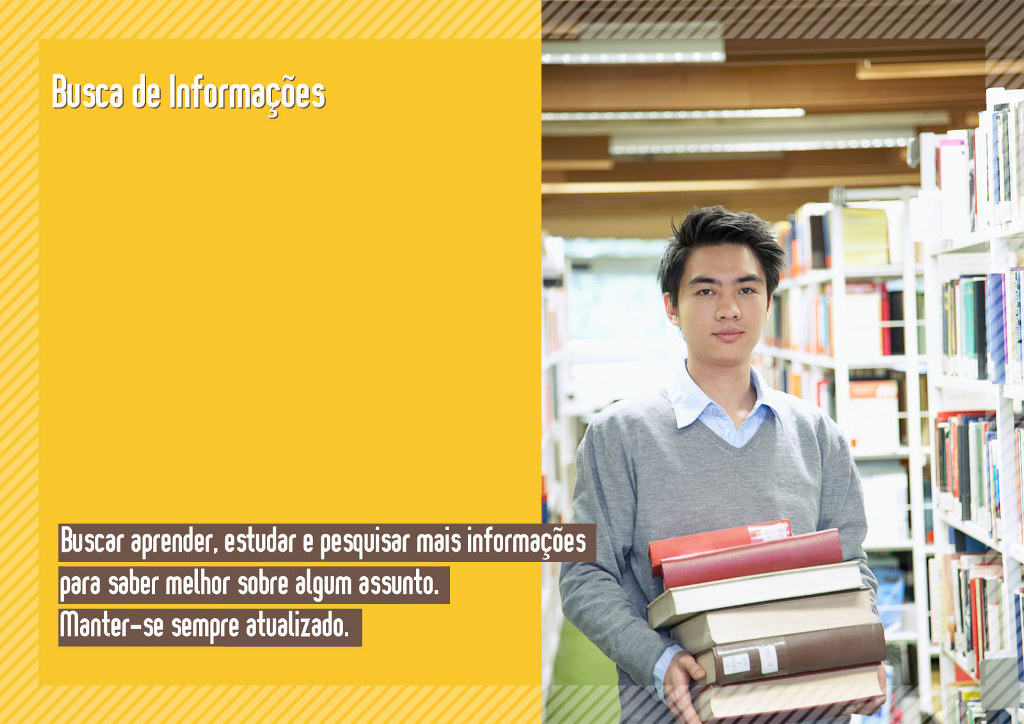 Busca de Informações
Buscar aprender, estudar e pesquisar mais informações
para saber melhor sobre algum assunto.
Manter-se sempre atualizado.